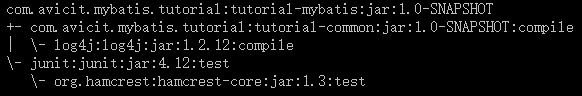 com.avicit.mybatis.tutorial:tutorial-mybatis:jar:1.0-SNAPSHOT
+- com.avicit.mybatis.tutorial:tutorial-common:jar:1.0-SNAPSHOT:compile
|  \- log4j:log4j:jar:1.2.12:compile
\- junit:junit:jar:4.12:test
   \- org.hamcrest:hamcrest-core:jar:1.3:test